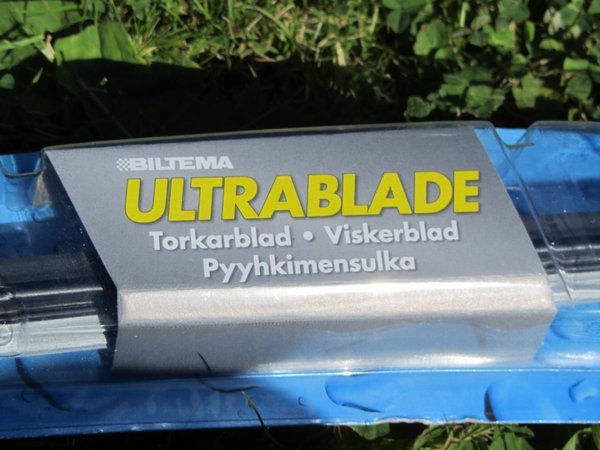 BILTEMA
ULTRABLADE
Torkarblad • Viskerblad
Pyyhkimensulka